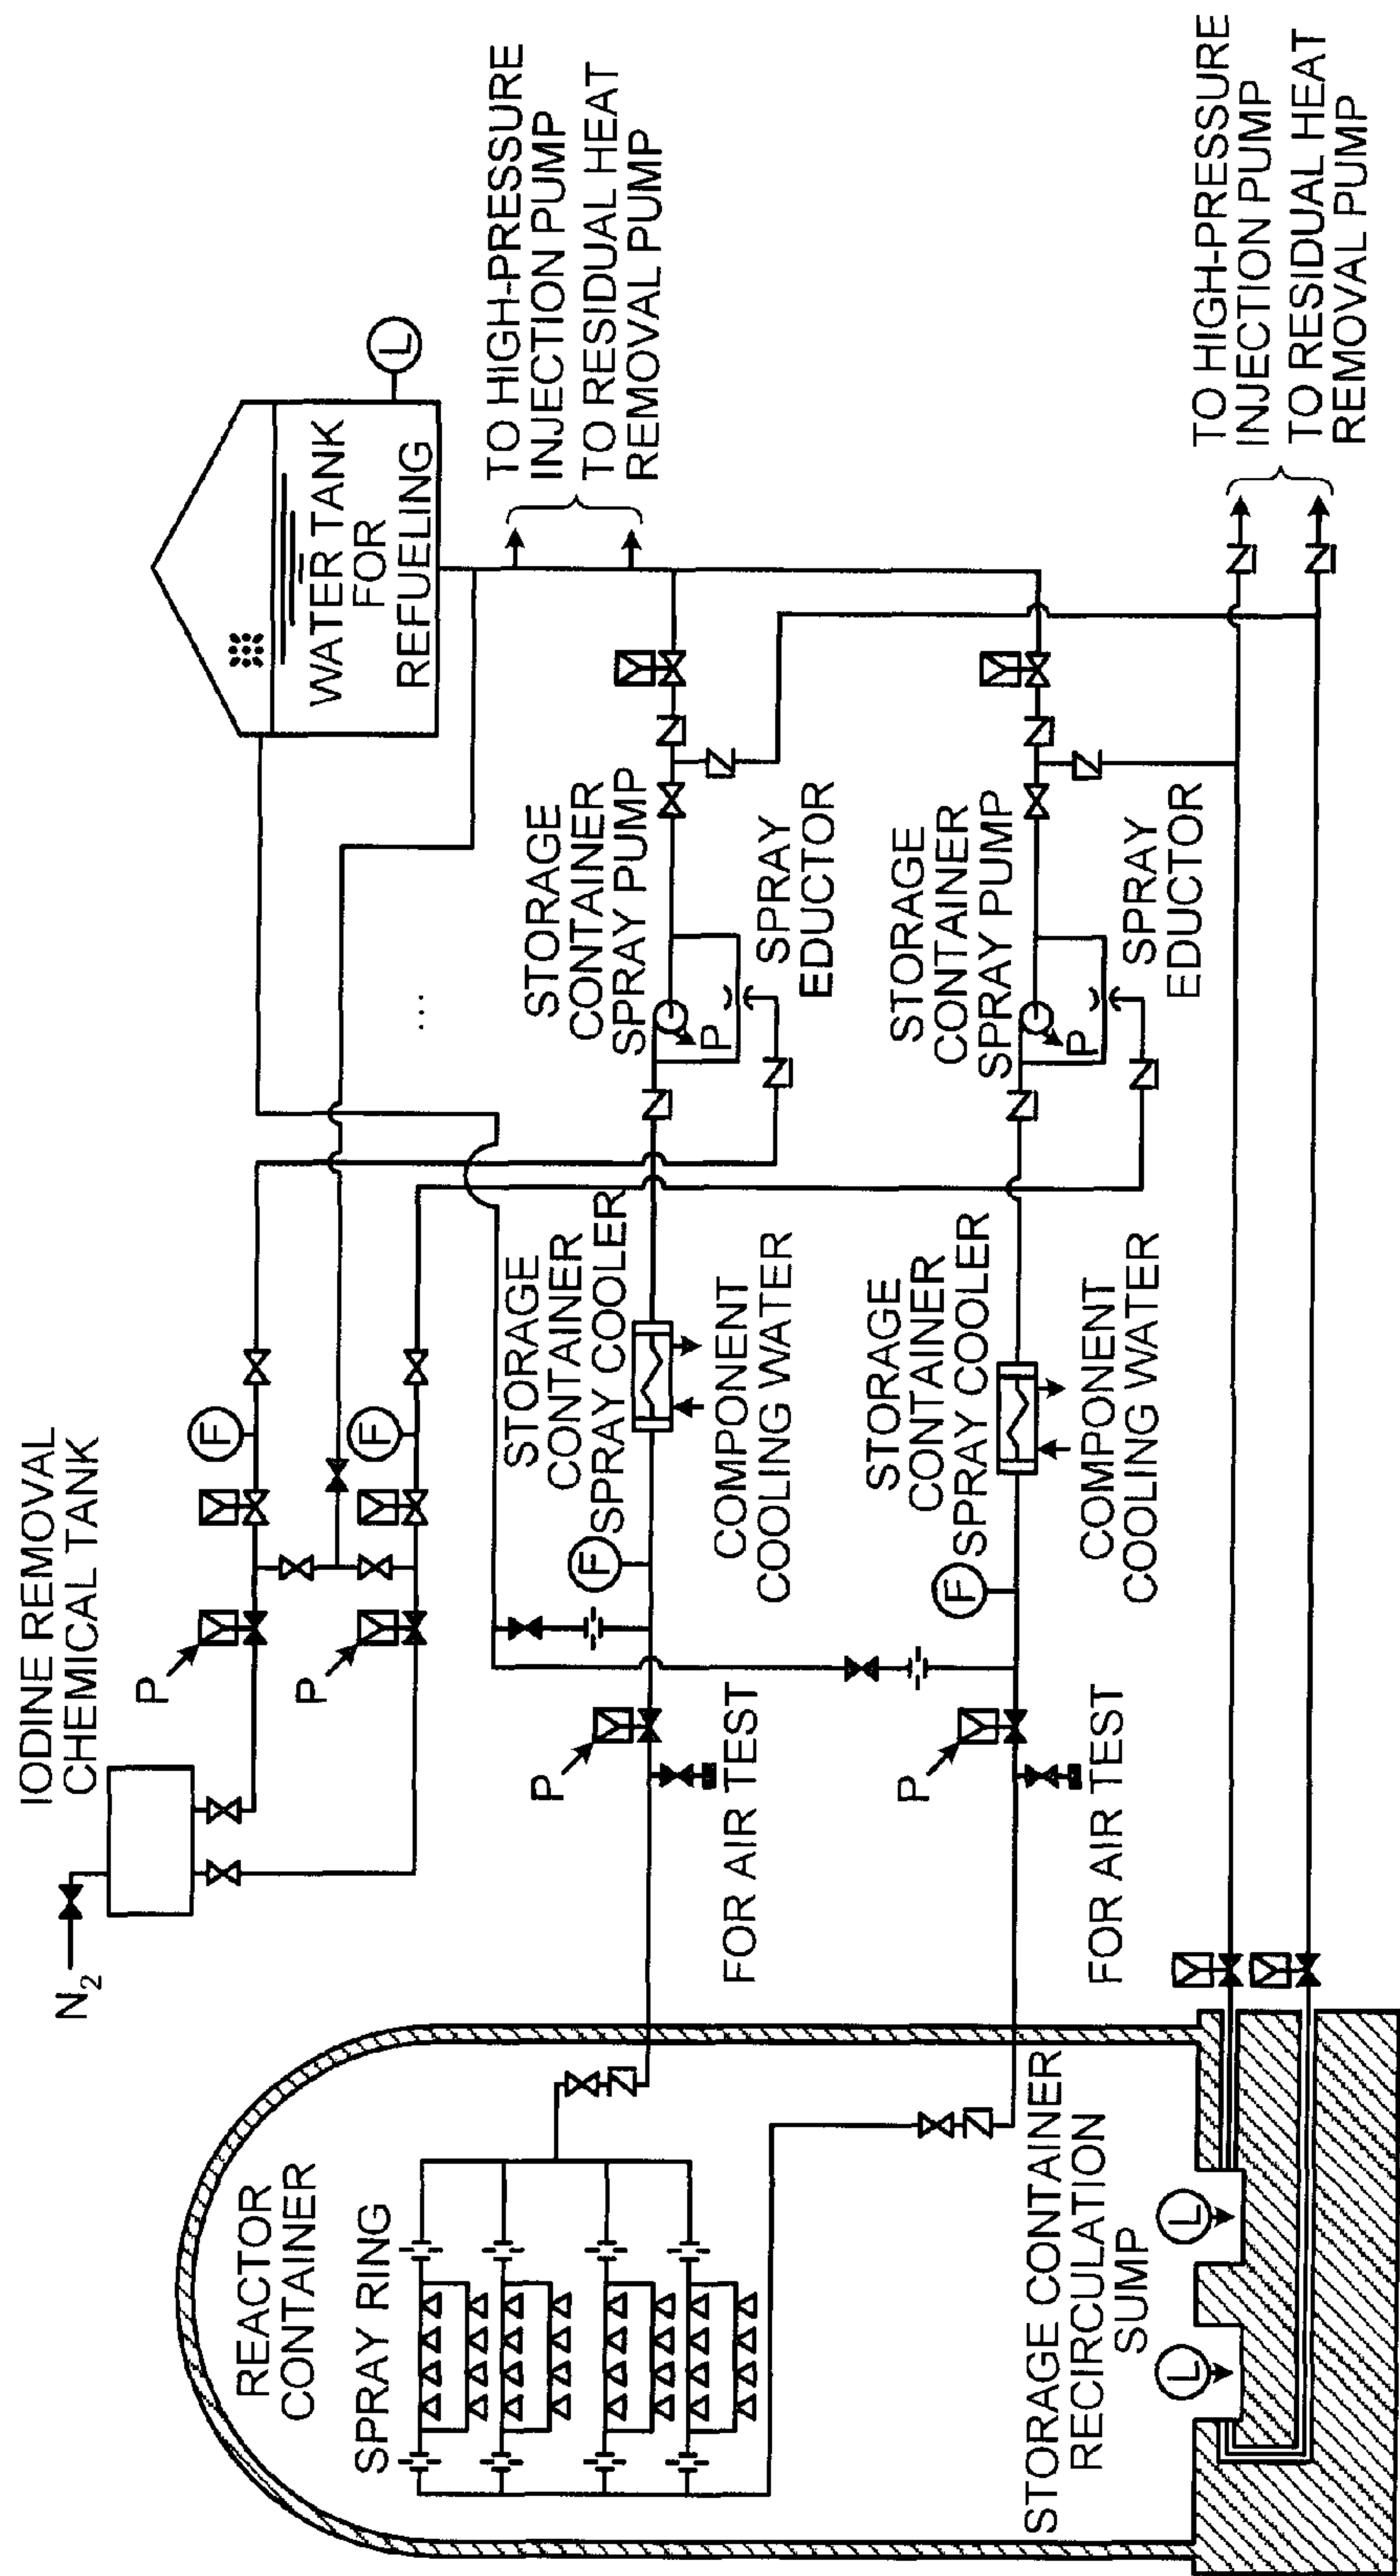 IODINE REMOVAL
CHEMICAL TANK
N2
P
P
F
F
WATER TANK
FOR
REFUELING
L
TO HIGH-PRESSURE
INJECTION PUMP
TO RESIDUAL HEAT
REMOVAL PUMP
...
REACTOR
CONTAINER
SPRAY RING
P
FOR AIR TEST
F
STORAGE
CONTAINER
SPRAY COOLER
COMPONENT
COOLING WATER
STORAGE
CONTAINER
SPRAY PUMP
P
SPRAY
EDUCTOR
P
FOR AIR TEST
F
STORAGE
CONTAINER
SPRAY COOLER
COMPONENT
COOLING WATER
STORAGE
CONTAINER
SPRAY PUMP
P
SPRAY
EDUCTOR
STORAGE CONTAINER
RECIRCULATION
SUMP
L
L
TO HIGH-PRESSURE
INJECTION PUMP
TO RESIDUAL HEAT
REMOVAL PUMP